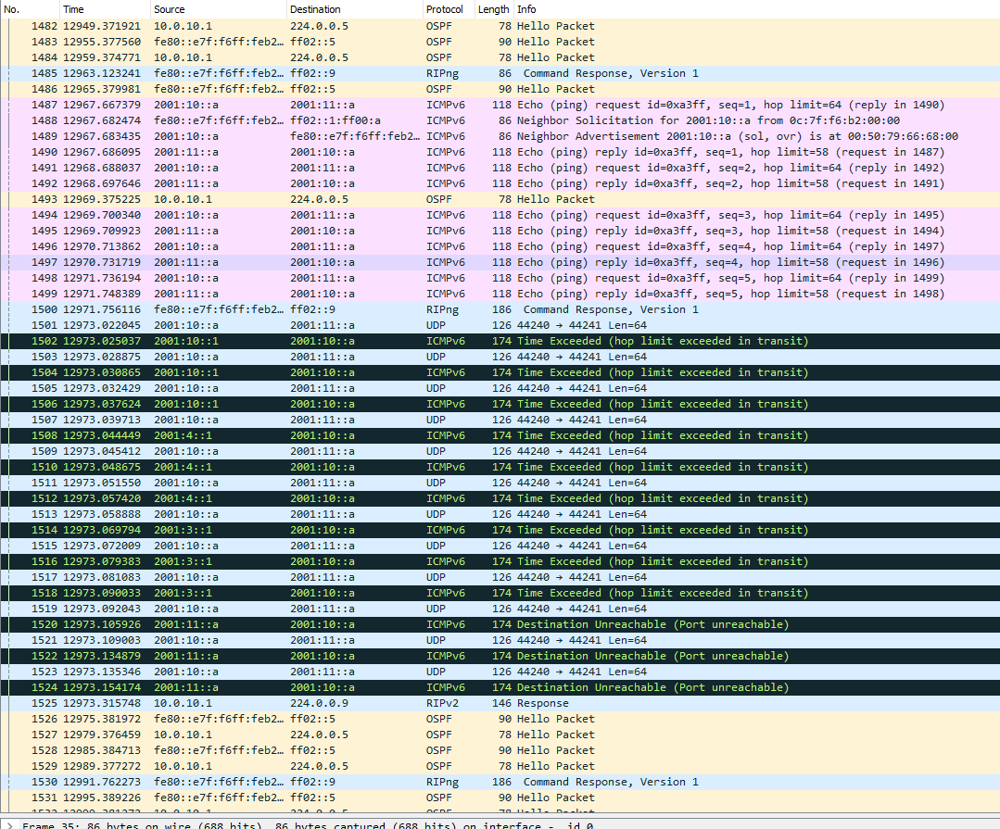 No. Time Source Destination Protocol Length Info
1482 12949.371921 10.0.10.1 224.0.0.5 OSPF 78 Hello Packet
1483 12955.377560 fe80::e7f:f6ff:feb2… ff02::5 OSPF 90 Hello Packet
1484 12959.374771 10.0.10.1 224.0.0.5 OSPF 78 Hello Packet
1485 12963.123241 fe80::e7f:f6ff:feb2… ff02::9 RIPng 86 Command Response, Version 1
1486 12965.379981 fe80::e7f:f6ff:feb2… ff02::5 OSPF 90 Hello Packet
1487 12967.667379 2001:10::a 2001:11::a ICMPv6 118 Echo (ping) request id=0xa3ff, seq=1, hop limit=64 (reply in 1490)
1488 12967.682474 fe80::e7f:f6ff:feb2… ff02::1:ff00:a ICMPv6 86 Neighbor Solicitation for 2001:10::a from 0c:7f:f6:b2:00:00
1489 12967.683435 2001:10::a fe80::e7f:f6ff:feb2… ICMPv6 86 Neighbor Advertisement 2001:10::a (sol, ovr) is at 00:50:79:66:68:00
1490 12967.686095 2001:11::a 2001:10::a ICMPv6 118 Echo (ping) reply id=0xa3ff, seq=1, hop limit=58 (request in 1487)
1491 12968.688037 2001:10::a 2001:11::a ICMPv6 118 Echo (ping) request id=0xa3ff, seq=2, hop limit=64 (reply in 1492)
1492 12968.697646 2001:11::a 2001:10::a ICMPv6 118 Echo (ping) reply id=0xa3ff, seq=2, hop limit=58 (request in 1491)
1493 12969.375225 10.0.10.1 224.0.0.5 OSPF 78 Hello Packet
1494 12969.700340 2001:10::a 2001:11::a ICMPv6 118 Echo (ping) request id=0xa3ff, seq=3, hop limit=64 (reply in 1495)
1495 12969.709923 2001:11::a 2001:10::a ICMPv6 118 Echo (ping) reply id=0xa3ff, seq=3, hop limit=58 (request in 1494)
1496 12970.713862 2001:10::a 2001:11::a ICMPv6 118 Echo (ping) request id=0xa3ff, seq=4, hop limit=64 (reply in 1497)
1497 12970.731719 2001:11::a 2001:10::a ICMPv6 118 Echo (ping) reply id=0xa3ff, seq=4, hop limit=58 (request in 1496)
1498 12971.736194 2001:10::a 2001:11::a ICMPv6 118 Echo (ping) request id=0xa3ff, seq=5, hop limit=64 (reply in 1499)
1499 12971.748389 2001:11::a 2001:10::a ICMPv6 118 Echo (ping) reply id=0xa3ff, seq=5, hop limit=58 (request in 1498)
1500 12971.756116 fe80::e7f:f6ff:feb2… ff02::9 RIPng 186 Command Response, Version 1
1501 12973.022045 2001:10::a 2001:11::a UDP 126 44240 → 44241 Len=64
1502 12973.025037 2001:10::1 2001:10::a ICMPv6 174 Time Exceeded (hop limit exceeded in transit)
1503 12973.028875 2001:10::a 2001:11::a UDP 126 44240 → 44241 Len=64
1504 12973.030865 2001:10::1 2001:10::a ICMPv6 174 Time Exceeded (hop limit exceeded in transit)
1505 12973.032429 2001:10::a 2001:11::a UDP 126 44240 → 44241 Len=64
1506 12973.037624 2001:10::1 2001:10::a ICMPv6 174 Time Exceeded (hop limit exceeded in transit)
1507 12973.039713 2001:10::a 2001:11::a UDP 126 44240 → 44241 Len=64
1508 12973.044449 2001:4::1 2001:10::a ICMPv6 174 Time Exceeded (hop limit exceeded in transit)
1509 12973.045412 2001:10::a 2001:11::a UDP 126 44240 → 44241 Len=64
1510 12973.048675 2001:4::1 2001:10::a ICMPv6 174 Time Exceeded (hop limit exceeded in transit)
1511 12973.051550 2001:10::a 2001:11::a UDP 126 44240 → 44241 Len=64
1512 12973.057420 2001:4::1 2001:10::a ICMPv6 174 Time Exceeded (hop limit exceeded in transit)
1513 12973.058888 2001:10::a 2001:11::a UDP 126 44240 → 44241 Len=64
1514 12973.069794 2001:3::1 2001:10::a ICMPv6 174 Time Exceeded (hop limit exceeded in transit)
1515 12973.072009 2001:10::a 2001:11::a UDP 126 44240 → 44241 Len=64
1516 12973.079383 2001:3::1 2001:10::a ICMPv6 174 Time Exceeded (hop limit exceeded in transit)
1517 12973.081083 2001:10::a 2001:11::a UDP 126 44240 → 44241 Len=64
1518 12973.090033 2001:3::1 2001:10::a ICMPv6 174 Time Exceeded (hop limit exceeded in transit)
1519 12973.092043 2001:10::a 2001:11::a UDP 126 44240 → 44241 Len=64
1520 12973.105926 2001:11::a 2001:10::a ICMPv6 174 Destination Unreachable (Port unreachable)
1521 12973.109003 2001:10::a 2001:11::a UDP 126 44240 → 44241 Len=64
1522 12973.134879 2001:11::a 2001:10::a ICMPv6 174 Destination Unreachable (Port unreachable)
1523 12973.135346 2001:10::a 2001:11::a UDP 126 44240 → 44241 Len=64
1524 12973.154174 2001:11::a 2001:10::a ICMPv6 174 Destination Unreachable (Port unreachable)
1525 12973.315748 10.0.10.1 224.0.0.9 RIPv2 146 Response
1526 12975.381972 fe80::e7f:f6ff:feb2… ff02::5 OSPF 90 Hello Packet
1527 12979.376459 10.0.10.1 224.0.0.5 OSPF 78 Hello Packet
1528 12985.384713 fe80::e7f:f6ff:feb2… ff02::5 OSPF 90 Hello Packet
1529 12989.377272 10.0.10.1 224.0.0.5 OSPF 78 Hello Packet
1530 12991.762273 fe80::e7f:f6ff:feb2… ff02::9 RIPng 186 Command Response, Version 1
1531 12995.389226 fe80::e7f:f6ff:feb2… ff02::5 OSPF 90 Hello Packet
Frame 35: 86 bytes on wire (688 bits), 86 bytes captured (688 bits) on interface -, id 0